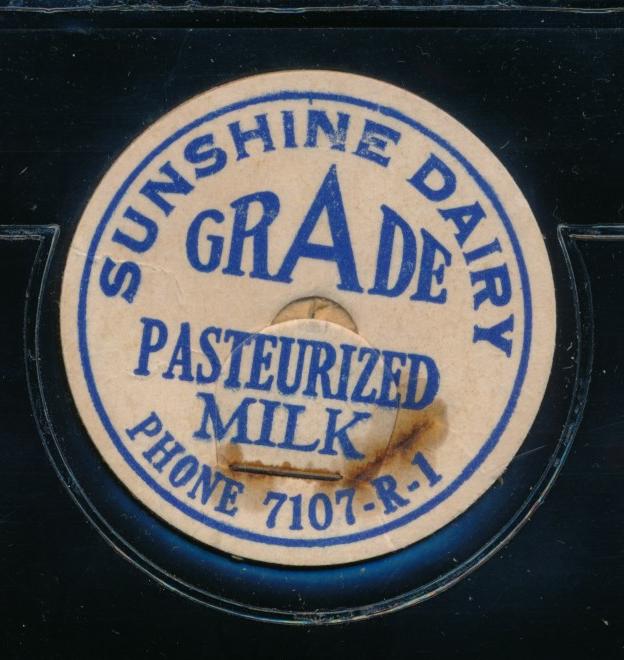 SUNSHINE DAIRY
GRADE
PASTEURIZED
MILK
PHONE 7107-R-1